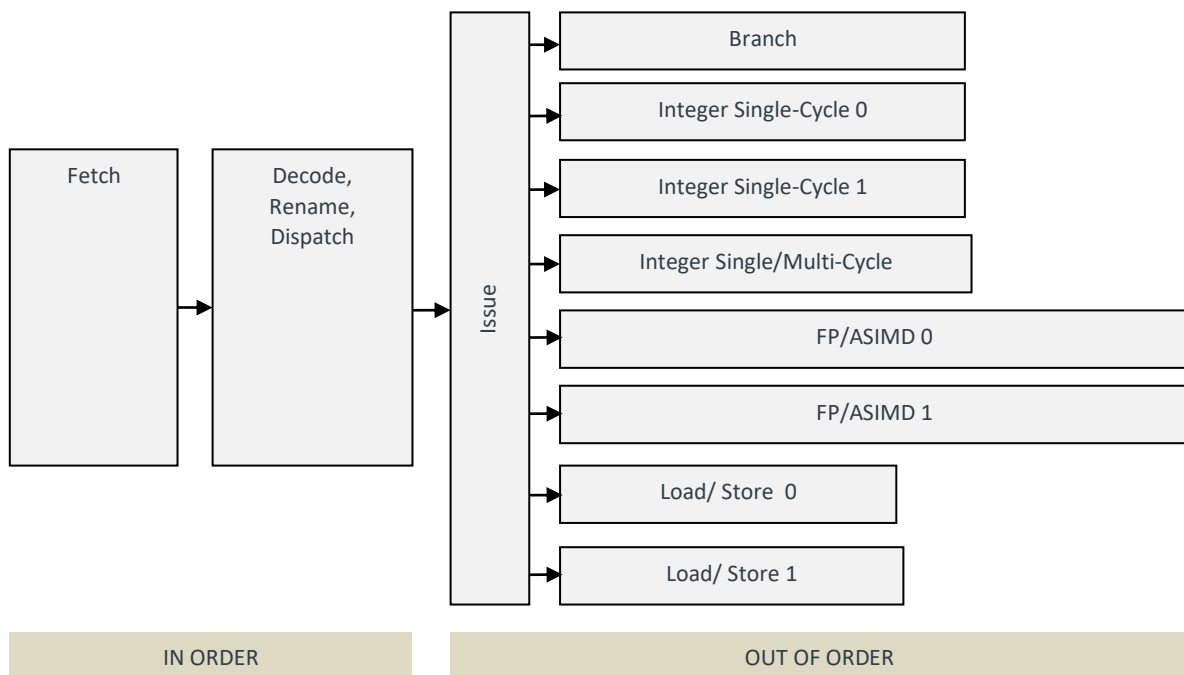 Fetch
Decode,
Rename,
Dispatch
Issue
Branch
Integer Single-Cycle 0
Integer Single-Cycle 1
Integer Single/Multi-Cycle
FP/ASIMD 0
FP/ASIMD 1
Load/ Store  0
Load/ Store 1
IN ORDER
OUT OF ORDER